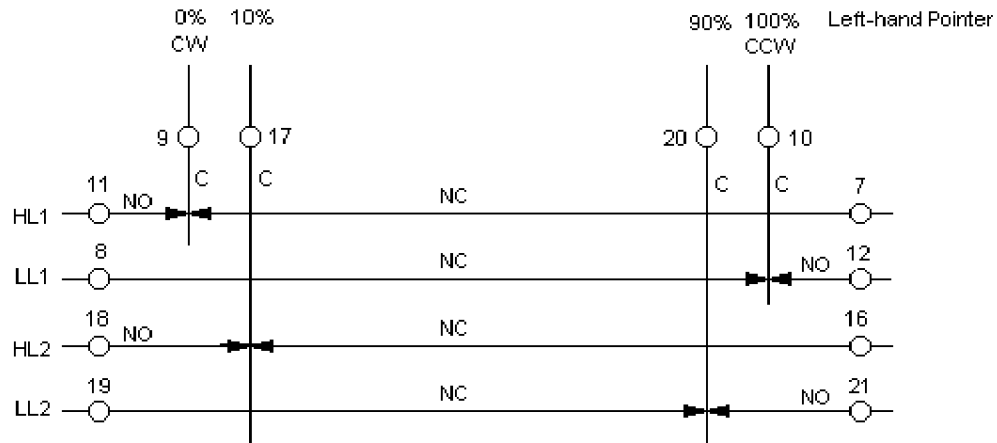 0% 10% 90% 100% Left-hand Pointer
CW CCW
9 17 20 10
C C C C
11 NO NC 7
HL1
8 NC NO 12
LL1
18 NO NC 16
HL2
19 NC NO 21
LL2